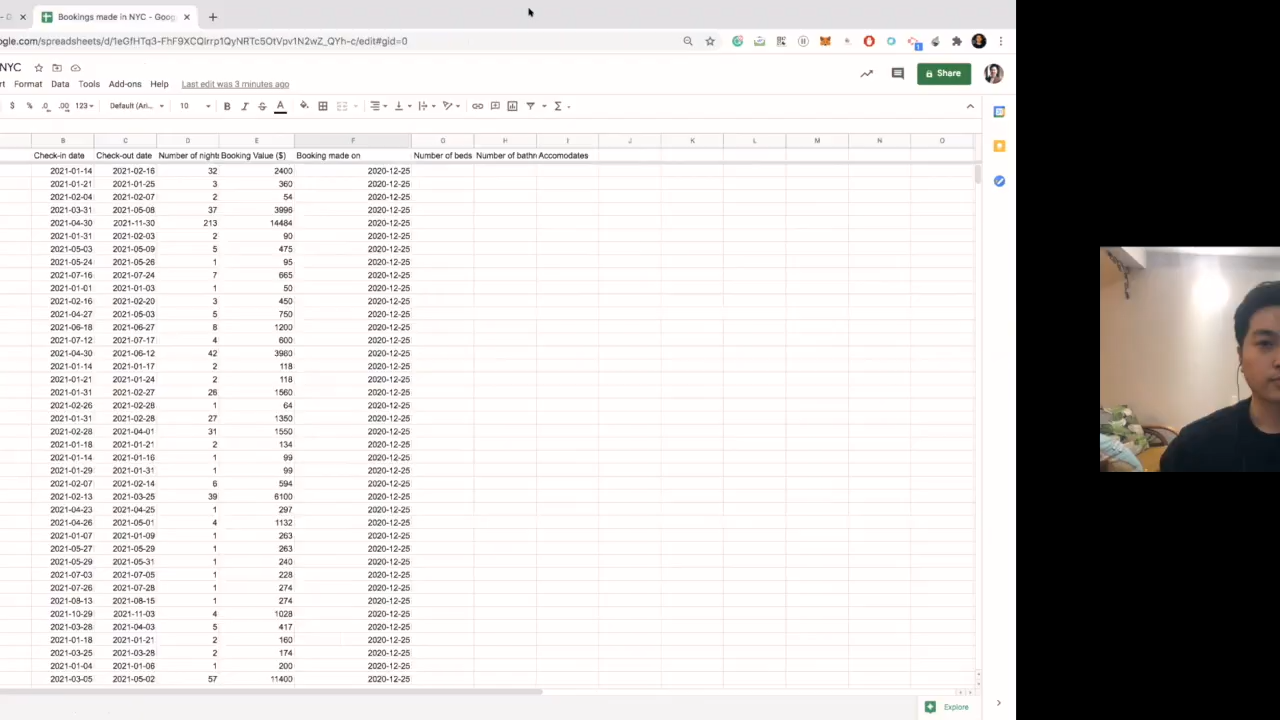 Bookings made in NYC - Goog
gle.com/spreadsheets/d/1eGfHTq3-FhF9XCQlrrp1QyNRTc5OtVpv1N2wZ_QYh-c/edit#gid=0
NYC
rt Format Data Tools Add-ons Help Last edit was 3 minutes ago Share
$ % .0 .00 123 Default (Ari... 10 B I S A
B C D E F G H I J K L M N O
Check-in date Check-out date Number of nights Booking Value ($) Booking made on Number of beds Number of bathr Accomodates
2021-01-14 2021-02-16 32 2400 2020-12-25
2021-01-21 2021-01-25 3 360 2020-12-25
2021-02-04 2021-02-07 2 54 2020-12-25
2021-03-31 2021-05-08 37 3996 2020-12-25
2021-04-30 2021-11-30 213 14484 2020-12-25
2021-01-31 2021-02-03 2 90 2020-12-25
2021-05-03 2021-05-09 5 475 2020-12-25
2021-05-24 2021-05-26 1 95 2020-12-25
2021-07-16 2021-07-24 7 665 2020-12-25
2021-01-01 2021-01-03 1 50 2020-12-25
2021-02-16 2021-02-20 3 450 2020-12-25
2021-04-27 2021-05-03 5 750 2020-12-25
2021-06-18 2021-06-27 8 1200 2020-12-25
2021-07-12 2021-07-17 4 600 2020-12-25
2021-04-30 2021-06-12 42 3980 2020-12-25
2021-01-14 2021-01-17 2 118 2020-12-25
2021-01-21 2021-01-24 2 118 2020-12-25
2021-01-31 2021-02-27 26 1560 2020-12-25
2021-02-26 2021-02-28 1 64 2020-12-25
2021-01-31 2021-02-28 27 1350 2020-12-25
2021-02-28 2021-04-01 31 1550 2020-12-25
2021-01-18 2021-01-21 2 134 2020-12-25
2021-01-14 2021-01-16 1 99 2020-12-25
2021-01-29 2021-01-31 1 99 2020-12-25
2021-02-07 2021-02-14 6 594 2020-12-25
2021-02-13 2021-03-25 39 6100 2020-12-25
2021-04-23 2021-04-25 1 297 2020-12-25
2021-04-26 2021-05-01 4 1132 2020-12-25
2021-01-07 2021-01-09 1 263 2020-12-25
2021-05-27 2021-05-29 1 263 2020-12-25
2021-05-29 2021-05-31 1 240 2020-12-25
2021-07-03 2021-07-05 1 228 2020-12-25
2021-07-26 2021-07-28 1 274 2020-12-25
2021-08-13 2021-08-15 1 274 2020-12-25
2021-10-29 2021-11-03 4 1028 2020-12-25
2021-03-28 2021-04-03 5 417 2020-12-25
2021-01-18 2021-01-21 2 160 2020-12-25
2021-03-25 2021-03-28 2 174 2020-12-25
2021-01-04 2021-01-06 1 200 2020-12-25
2021-03-05 2021-05-02 57 11400 2020-12-25
Explore